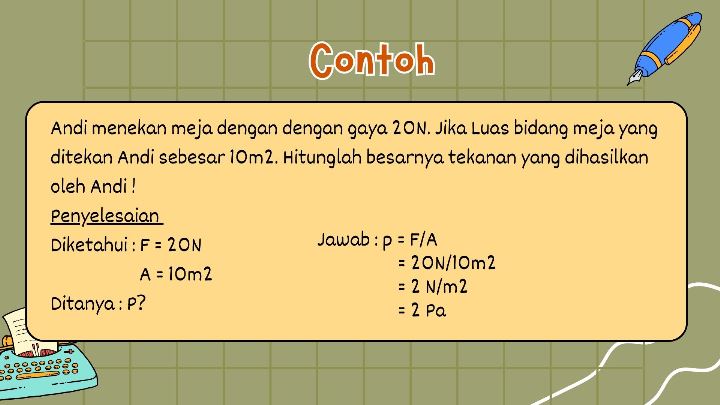 Contoh
Andi menekan meja dengan dengan gaya 20N. Jika Luas bidang meja yang
ditekan Andi sebesar 10m2. Hitunglah besarnya tekanan yang dihasilkan
oleh Andi !
Penyelesaian
Diketahui : F = 20N
A = 10m2
Ditanya : P?
Jawab : p = F/A
= 20N/10m2
= 2 N/m2
= 2 Pa